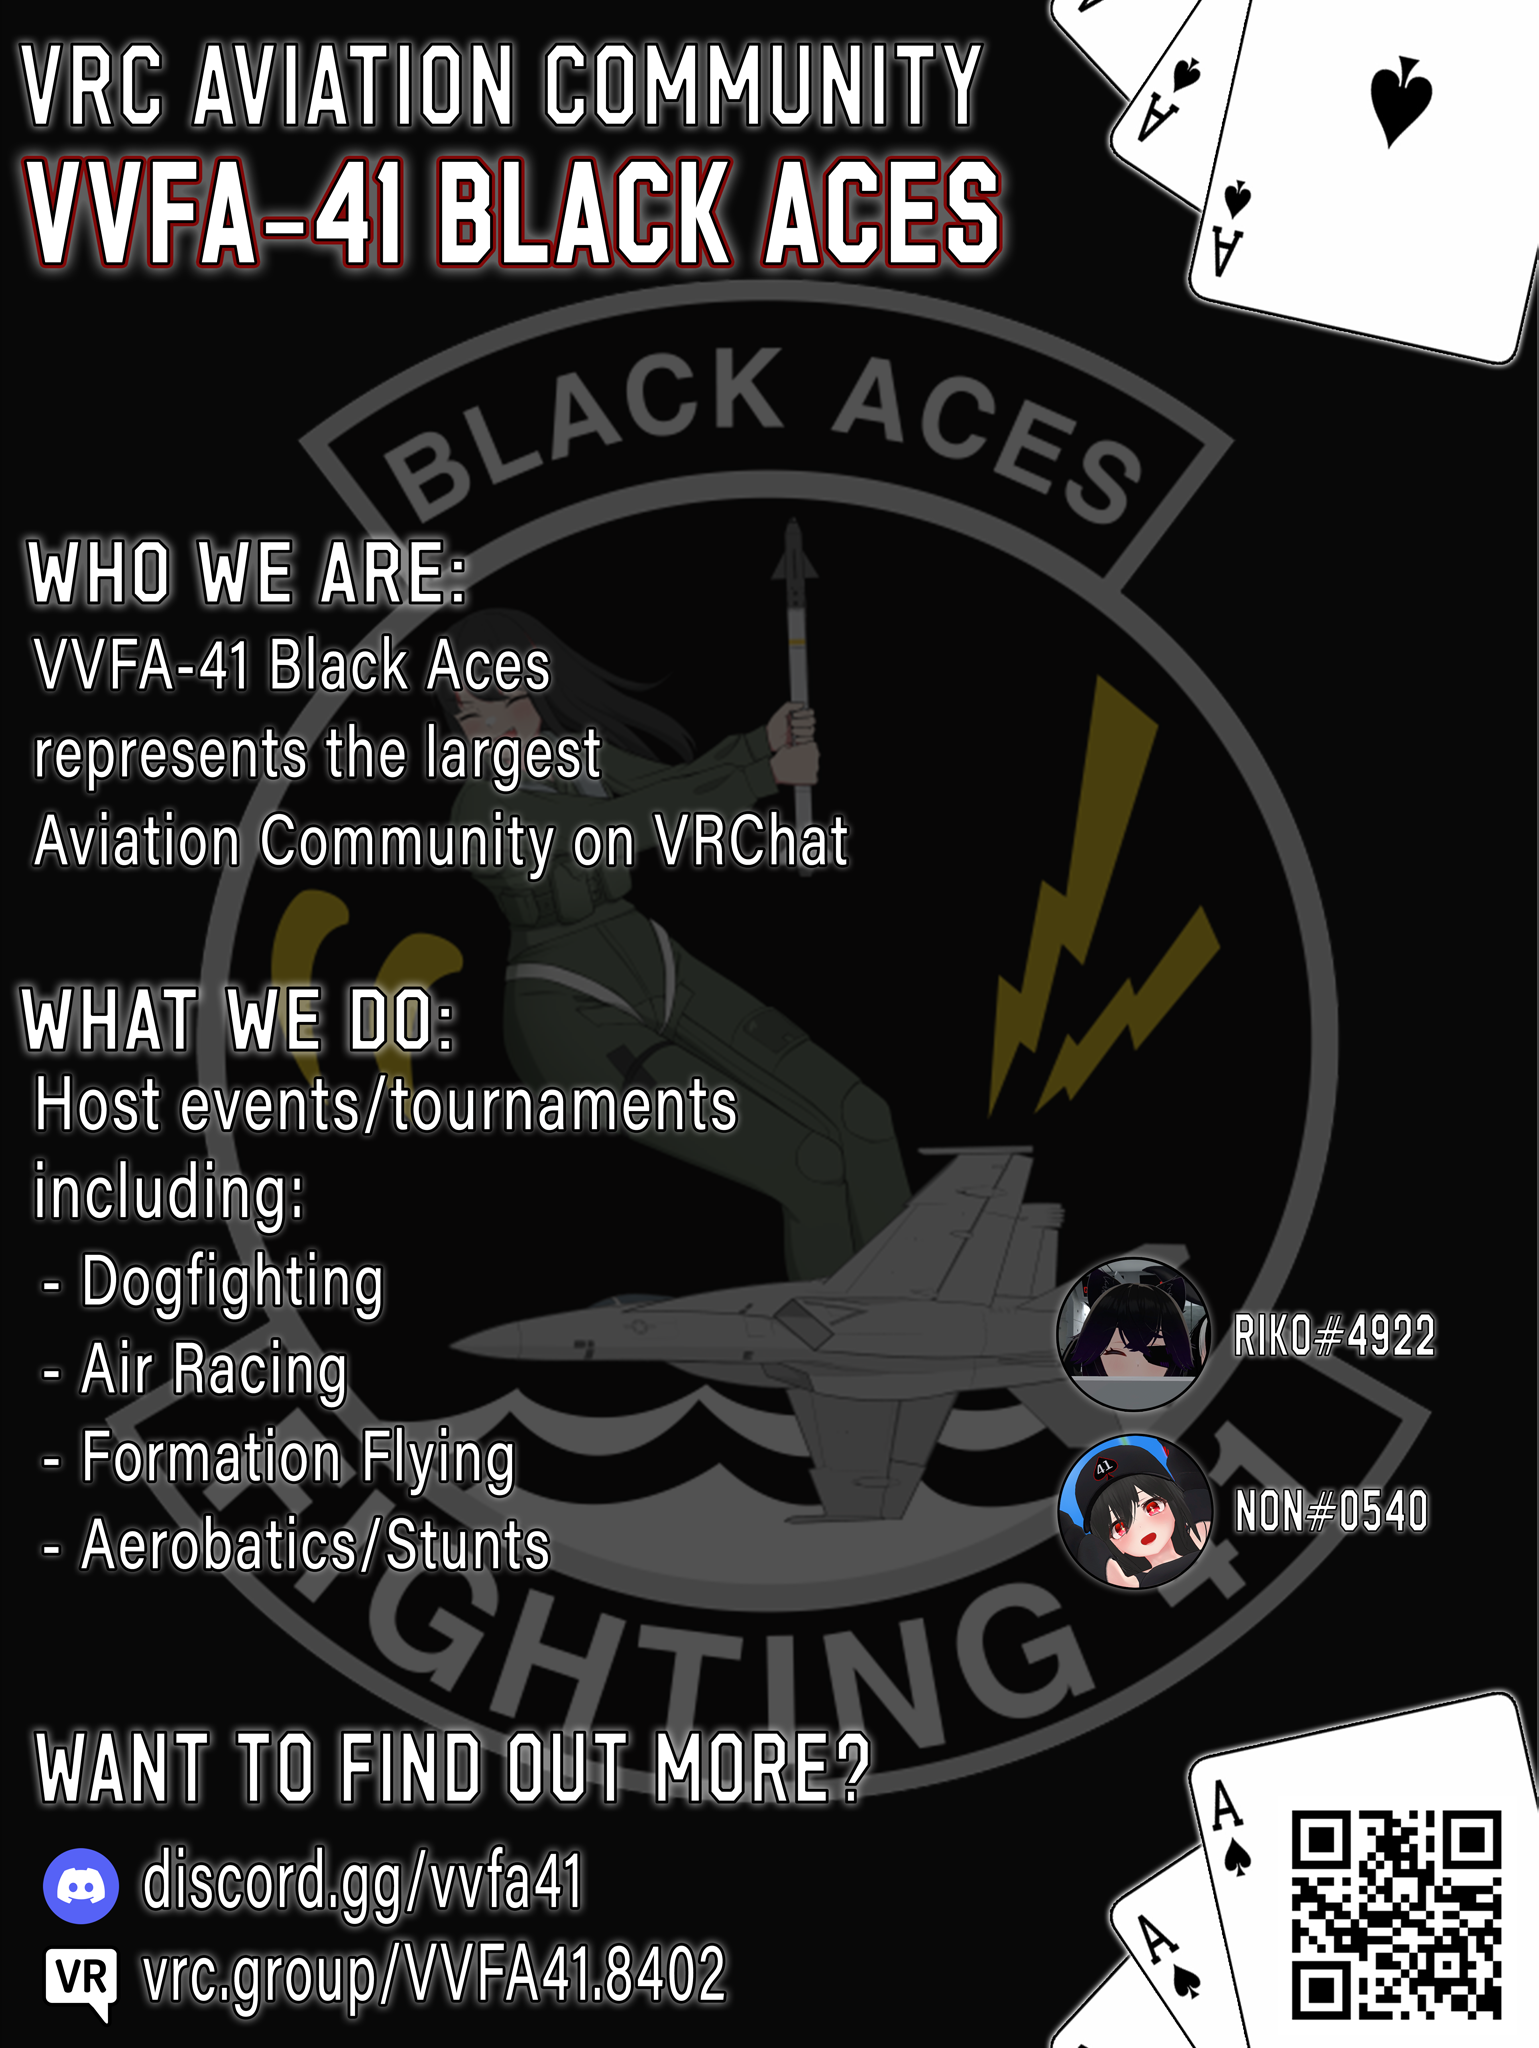 VRC AVIATION COMMUNITY
VVFA-41 BLACK ACES
A
A
BLACK ACES
WHO WE ARE:
VVFA-41 Black Aces
represents the largest
Aviation Community on VRChat
WHAT WE DO:
Host events/tournaments
including:
- Dogfighting
- Air Racing
- Formation Flying
- Aerobatics/Stunts
RIKO#4922
41
NON#0540
FIGHTING 41
WANT TO FIND OUT MORE?
discord.gg/vvfa41
VR vrc.group/VVFA41.8402
A
A